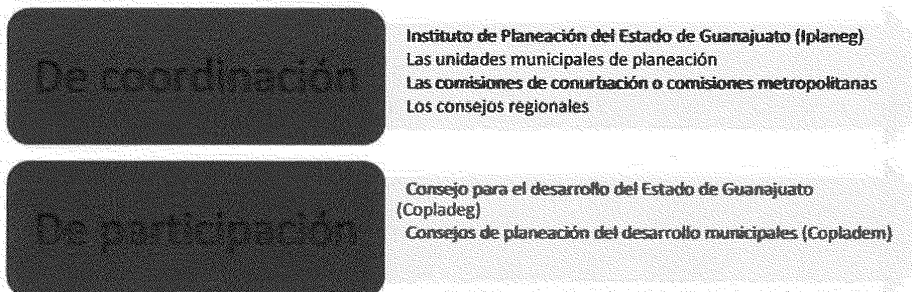 De coordinación
Instituto de Planeación del Estado de Guanajuato (Iplaneg)
Las unidades municipales de planeación
Las comisiones de conurbación o comisiones metropolitanas
Los consejos regionales
De participación
Consejo para el desarrollo del Estado de Guanajuato
(Copladeg)
Consejos de planeación del desarrollo municipales (Copladem)